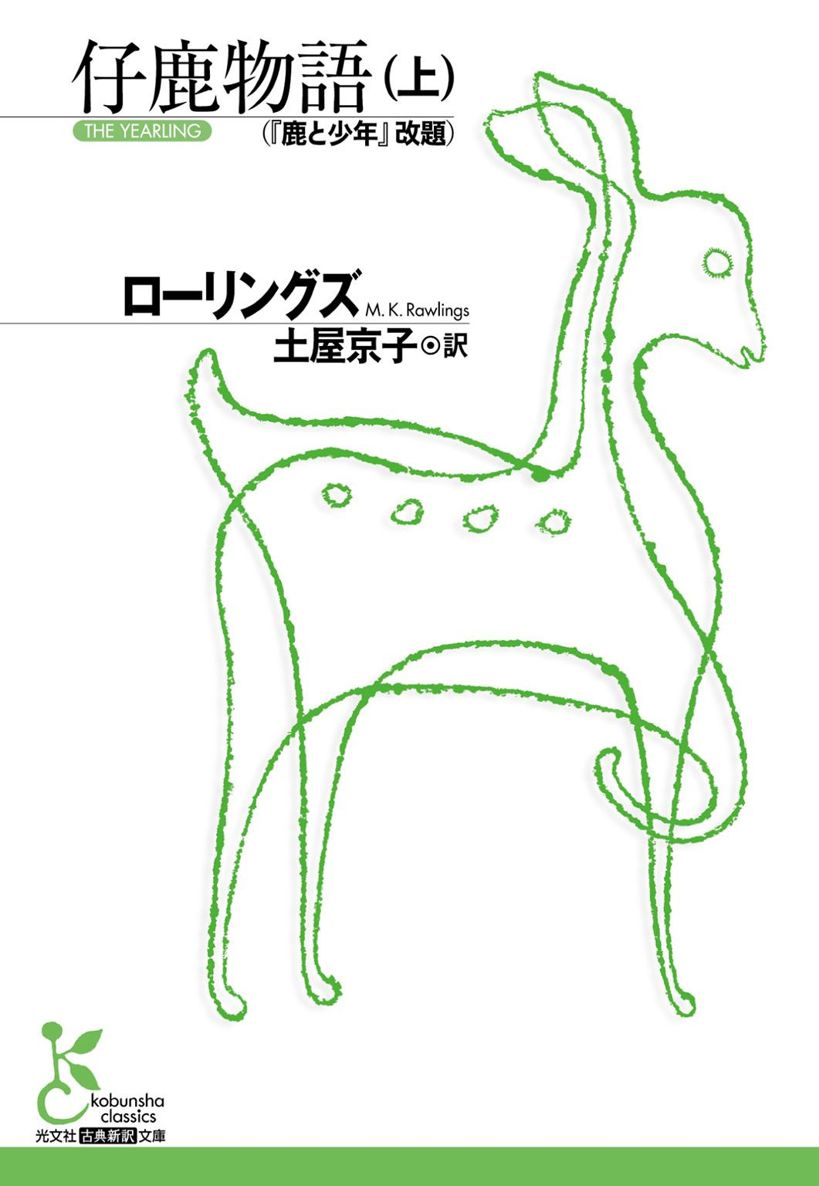 仔鹿物語(上)
THE YEARLING (『鹿と少年』改題)
ローリングズ M. K. Rawlings
土屋京子◉訳
kobunsha
classics
光文社古典新訳文庫